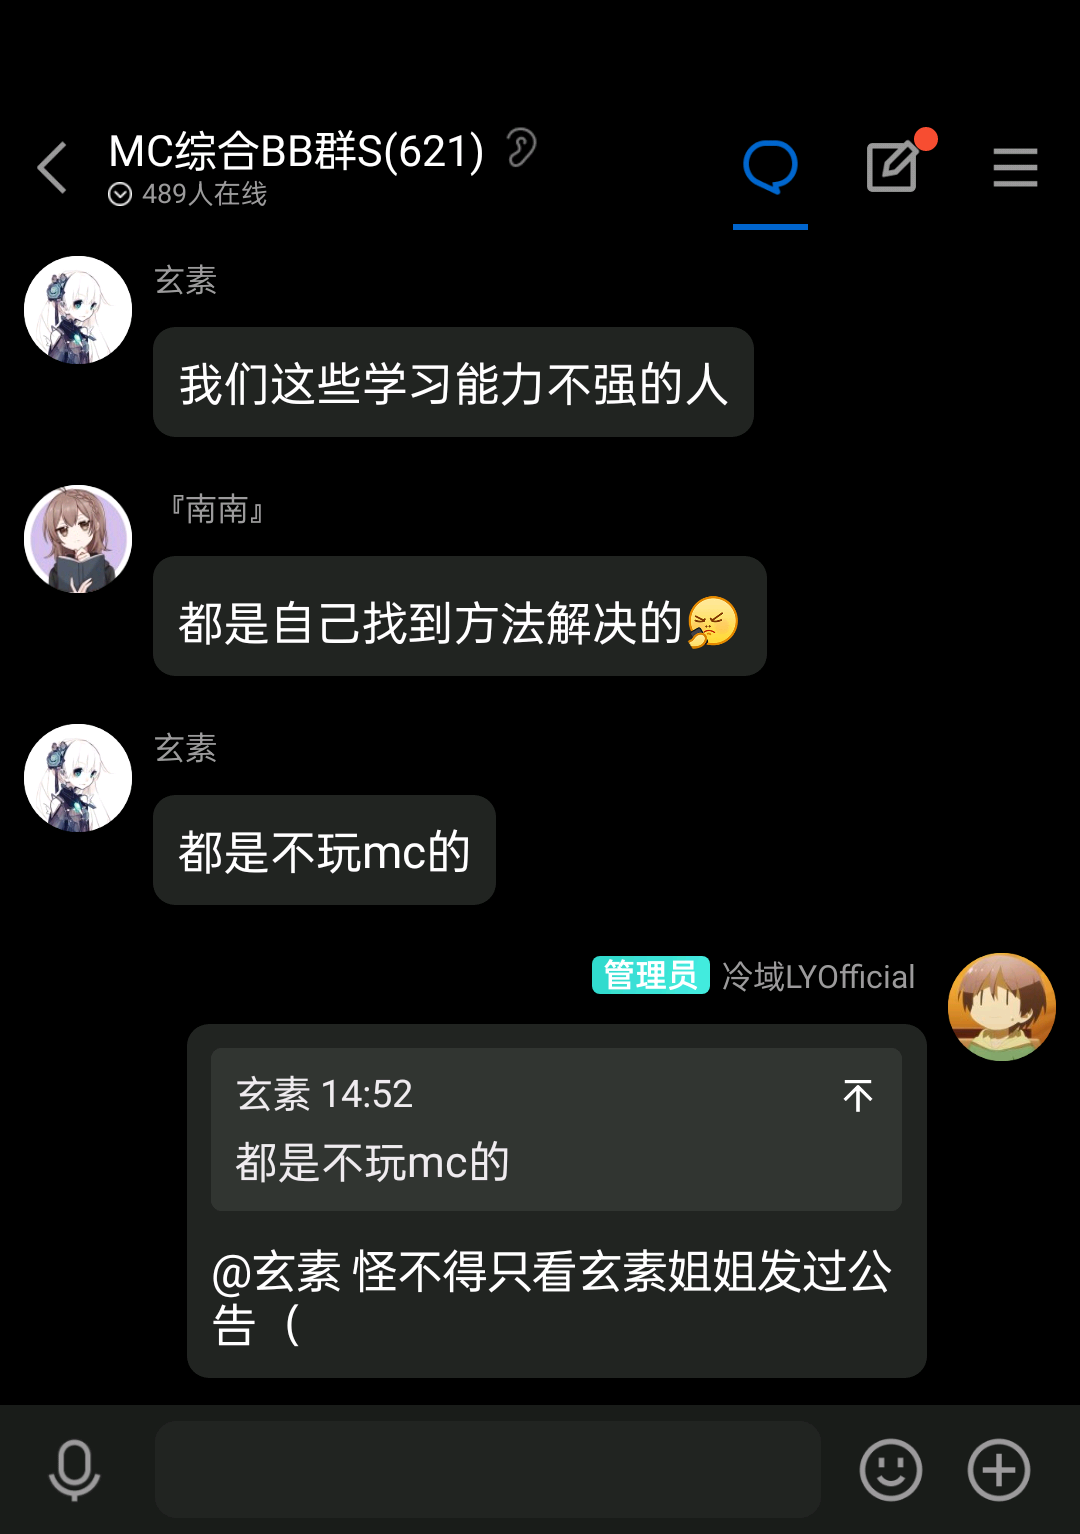 MC综合BB群S(621)
489人在线
玄素
我们这些学习能力不强的人
『南南』
都是自己找到方法解决的
玄素
都是不玩mc的
管理员 冷域LYOfficial
玄素 14:52
都是不玩mc的
@玄素 怪不得只看玄素姐姐发过公
告（